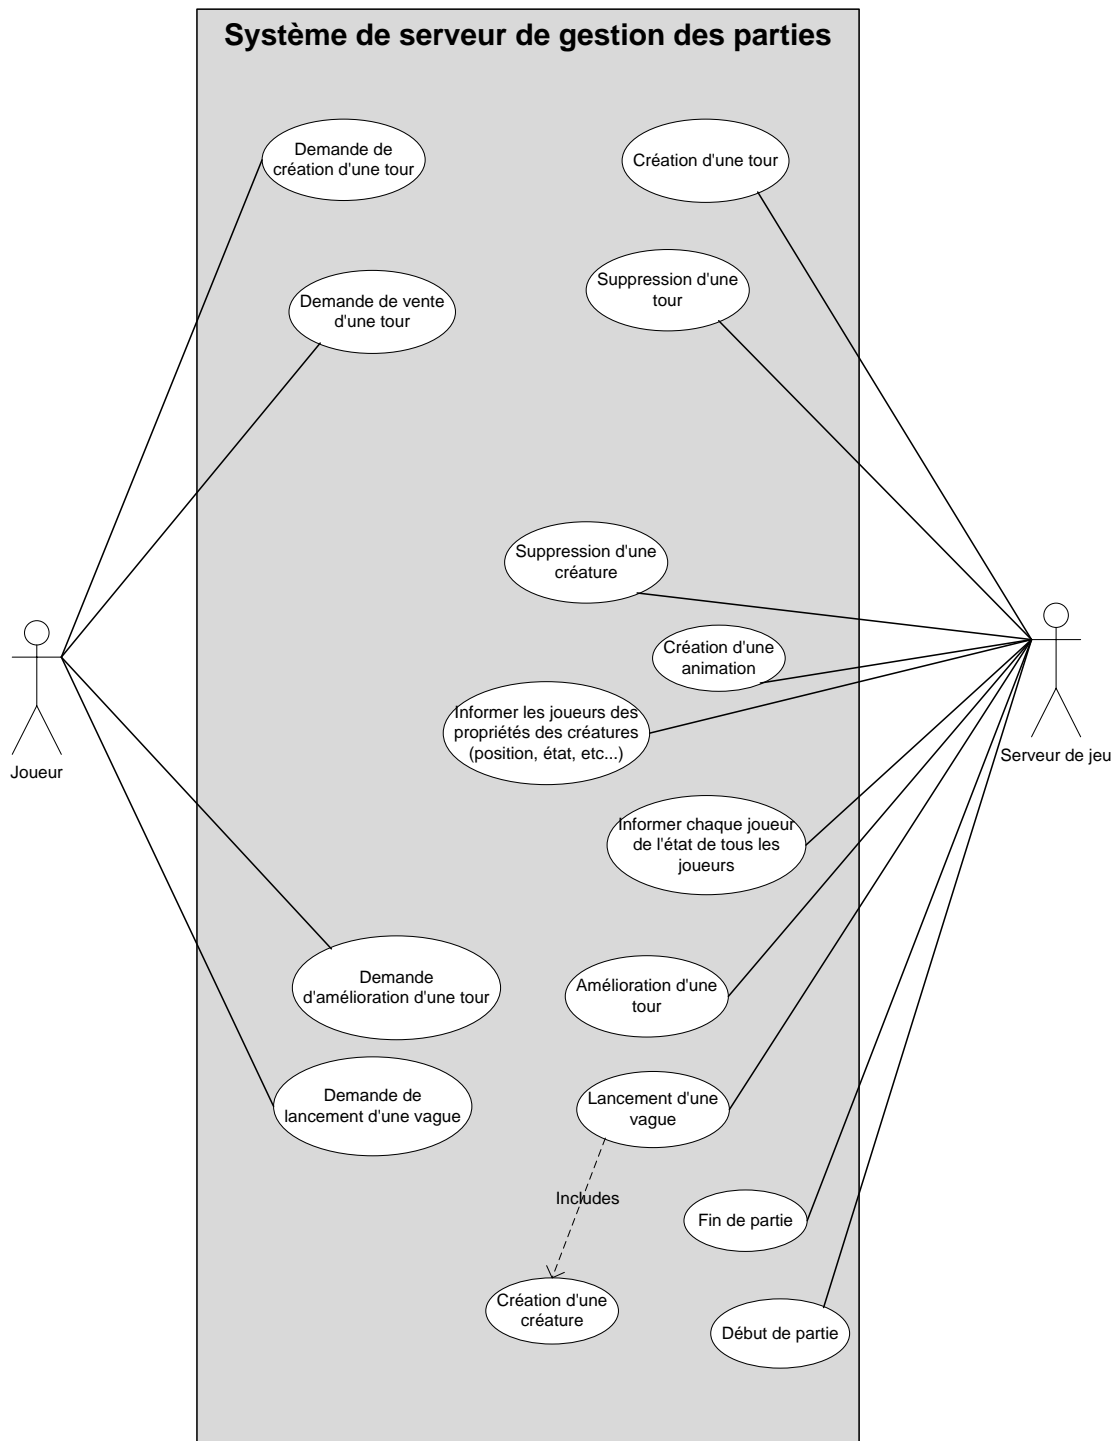 Système de serveur de gestion des parties
Demande de
création d'une tour
Création d'une tour
Demande de vente
d'une tour
Suppression d'une
tour
Suppression d'une
créature
Création d'une
animation
Informer les joueurs des
propriétés des créatures
(position, état, etc...)
Joueur
Serveur de jeu
Informer chaque joueur
de l'état de tous les
joueurs
Demande
d'amélioration d'une tour
Amélioration d'une
tour
Demande de
lancement d'une vague
Lancement d'une
vague
Includes
Fin de partie
Création d'une
créature
Début de partie